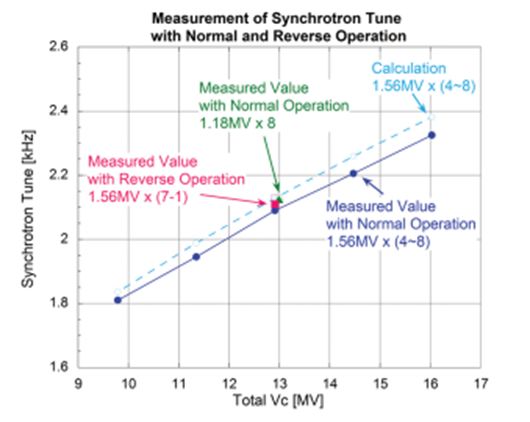 Measurement of Synchrotron Tune
with Normal and Reverse Operation
Synchrotron Tune [kHz]
2.6
2.4
2.2
2
1.8
1.6
Calculation
1.56MV x (4~8)
Measured Value
with Normal Operation
1.18MV x 8
Measured Value
with Reverse Operation
1.56MV x (7-1)
Measured Value
with Normal Operation
1.56MV x (4~8)
9 10 11 12 13 14 15 16 17
Total Vc [MV]